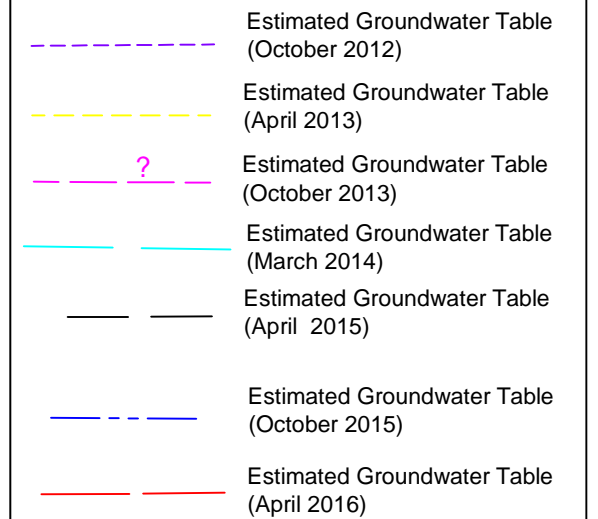 Estimated Groundwater Table
(October 2012)
Estimated Groundwater Table
(April 2013)
?
Estimated Groundwater Table
(October 2013)
Estimated Groundwater Table
(March 2014)
Estimated Groundwater Table
(April  2015)
Estimated Groundwater Table
(October 2015)
Estimated Groundwater Table
(April 2016)